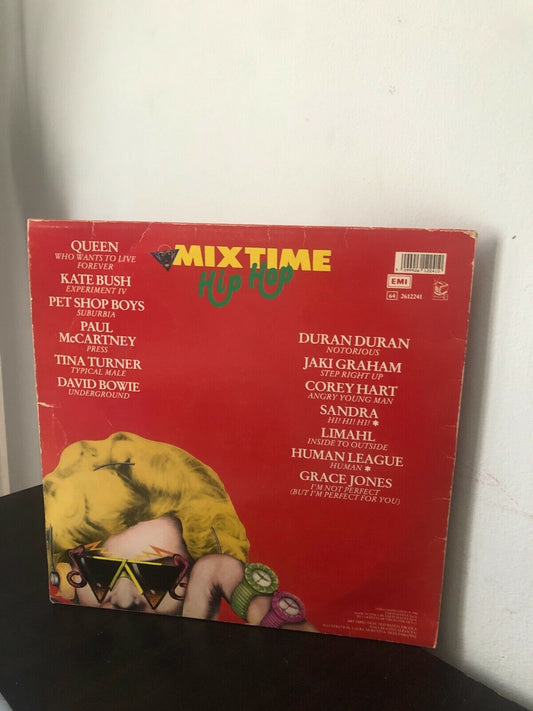 MIXTIME
Hip Hop
QUEEN
WHO WANTS TO LIVE
FOREVER
KATE BUSH
EXPERIMENT IV
PET SHOP BOYS
SUBURBIA
PAUL
McCARTNEY
PRESS
TINA TURNER
TYPICAL MALE
DAVID BOWIE
UNDERGROUND
EMI
64 2612241
DURAN DURAN
NOTORIOUS
JAKI GRAHAM
STEP RIGHT UP
COREY HART
ANGRY YOUNG MAN
SANDRA
HI! HI! HI! ✱
LIMAHL
INSIDE TO OUTSIDE
HUMAN LEAGUE
HUMAN ✱
GRACE JONES
I'M NOT PERFECT
(BUT I'M PERFECT FOR YOU)